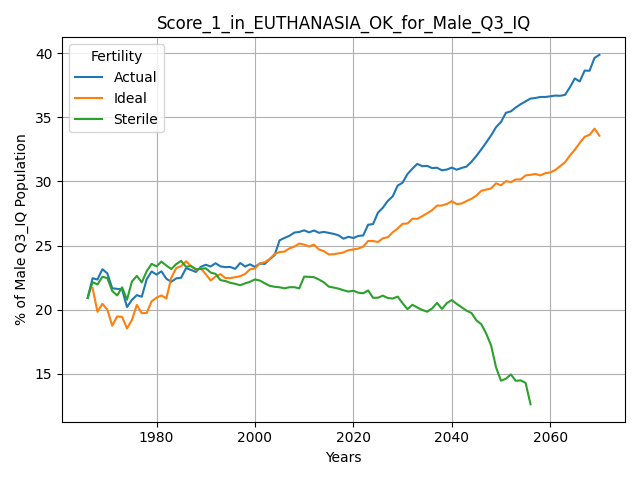 Score_1_in_EUTHANASIA_OK_for_Male_Q3_IQ
Fertility
Actual
Ideal
Sterile
% of Male Q3_IQ Population
40
35
30
25
20
15
1980
2000
2020
2040
2060
Years